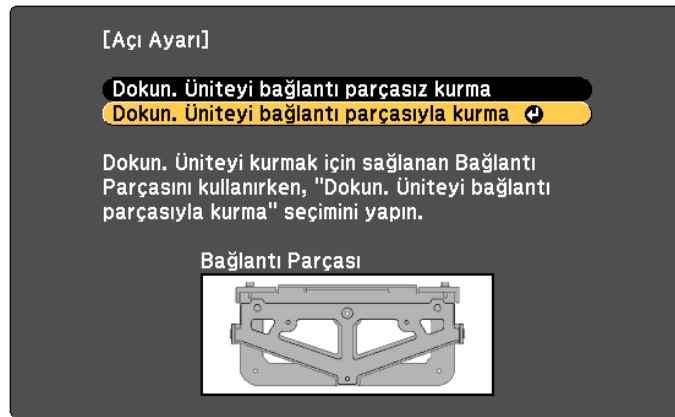 [Açı Ayarı]
Dokun. Üniteyi bağlantı parçasız kurma
Dokun. Üniteyi bağlantı parçasıyla kurma
Dokun. Üniteyi kurmak için sağlanan Bağlantı
Parçasını kullanırken, "Dokun. Üniteyi bağlantı
parçasıyla kurma" seçimini yapın.
Bağlantı Parçası